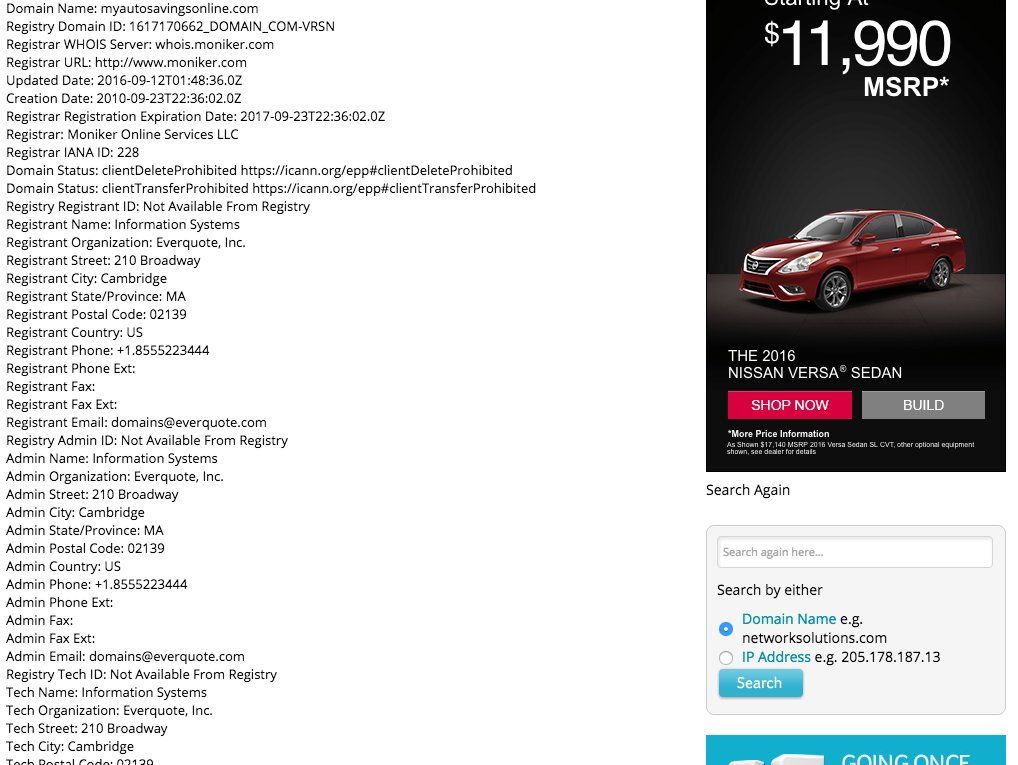 Domain Name: myautosavingsonline.com
Registry Domain ID: 1617170662_DOMAIN_COM-VRSN
Registrar WHOIS Server: whois.moniker.com
Registrar URL: http://www.moniker.com
Updated Date: 2016-09-12T01:48:36.0Z
Creation Date: 2010-09-23T22:36:02.0Z
Registrar Registration Expiration Date: 2017-09-23T22:36:02.0Z
Registrar: Moniker Online Services LLC
Registrar IANA ID: 228
Domain Status: clientDeleteProhibited https://icann.org/epp#clientDeleteProhibited
Domain Status: clientTransferProhibited https://icann.org/epp#clientTransferProhibited
Registry Registrant ID: Not Available From Registry
Registrant Name: Information Systems
Registrant Organization: Everquote, Inc.
Registrant Street: 210 Broadway
Registrant City: Cambridge
Registrant State/Province: MA
Registrant Postal Code: 02139
Registrant Country: US
Registrant Phone: +1.8555223444
Registrant Phone Ext:
Registrant Fax:
Registrant Fax Ext:
Registrant Email: domains@everquote.com
Registry Admin ID: Not Available From Registry
Admin Name: Information Systems
Admin Organization: Everquote, Inc.
Admin Street: 210 Broadway
Admin City: Cambridge
Admin State/Province: MA
Admin Postal Code: 02139
Admin Country: US
Admin Phone: +1.8555223444
Admin Phone Ext:
Admin Fax:
Admin Fax Ext:
Admin Email: domains@everquote.com
Registry Tech ID: Not Available From Registry
Tech Name: Information Systems
Tech Organization: Everquote, Inc.
Tech Street: 210 Broadway
Tech City: Cambridge
Tech Postal Code: 02139
Starting At
$11,990
MSRP*
THE 2016
NISSAN VERSA® SEDAN
SHOP NOW
BUILD
*More Price Information
As Shown $17,140 MSRP 2016 Versa Sedan SL CVT, other optional equipment
shown, see dealer for details
Search Again
Search again here...
Search by either
Domain Name e.g.
networksolutions.com
IP Address e.g. 205.178.187.13
Search
GOING ONCE